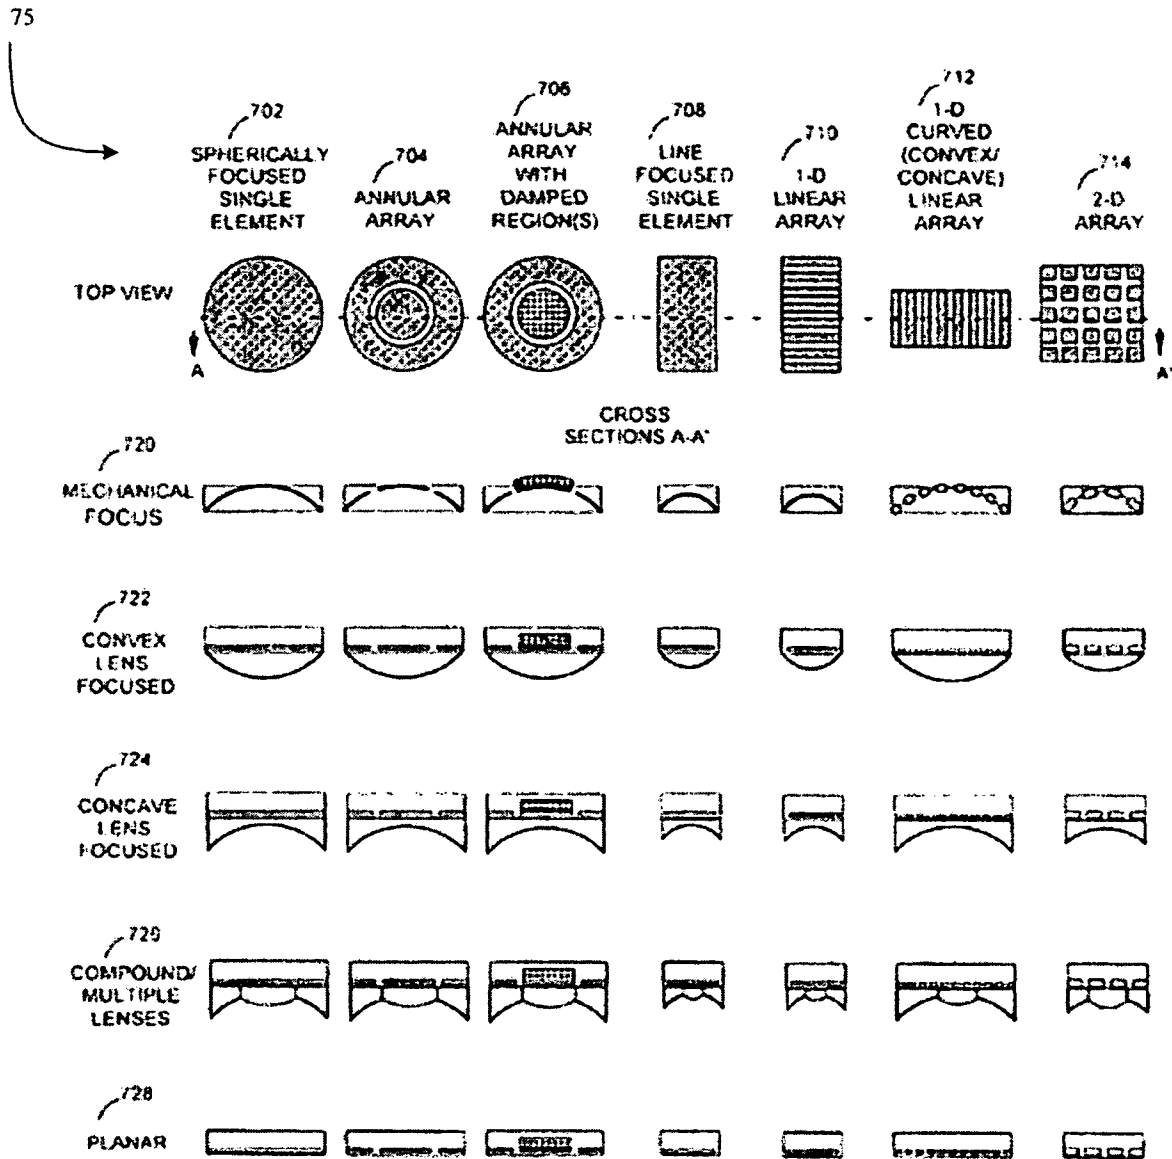 75
702
SPHERICALLY
FOCUSED
SINGLE
ELEMENT
704
ANNULAR
ARRAY
706
ANNULAR
ARRAY
WITH
DAMPED
REGION(S)
708
LINE
FOCUSED
SINGLE
ELEMENT
710
1-D
LINEAR
ARRAY
712
1-D
CURVED
(CONVEX/
CONCAVE)
LINEAR
ARRAY
714
2-D
ARRAY
TOP VIEW
A
A'
CROSS
SECTIONS A-A'
720
MECHANICAL
FOCUS
722
CONVEX
LENS
FOCUSED
724
CONCAVE
LENS
FOCUSED
729
COMPOUND/
MULTIPLE
LENSES
728
PLANAR